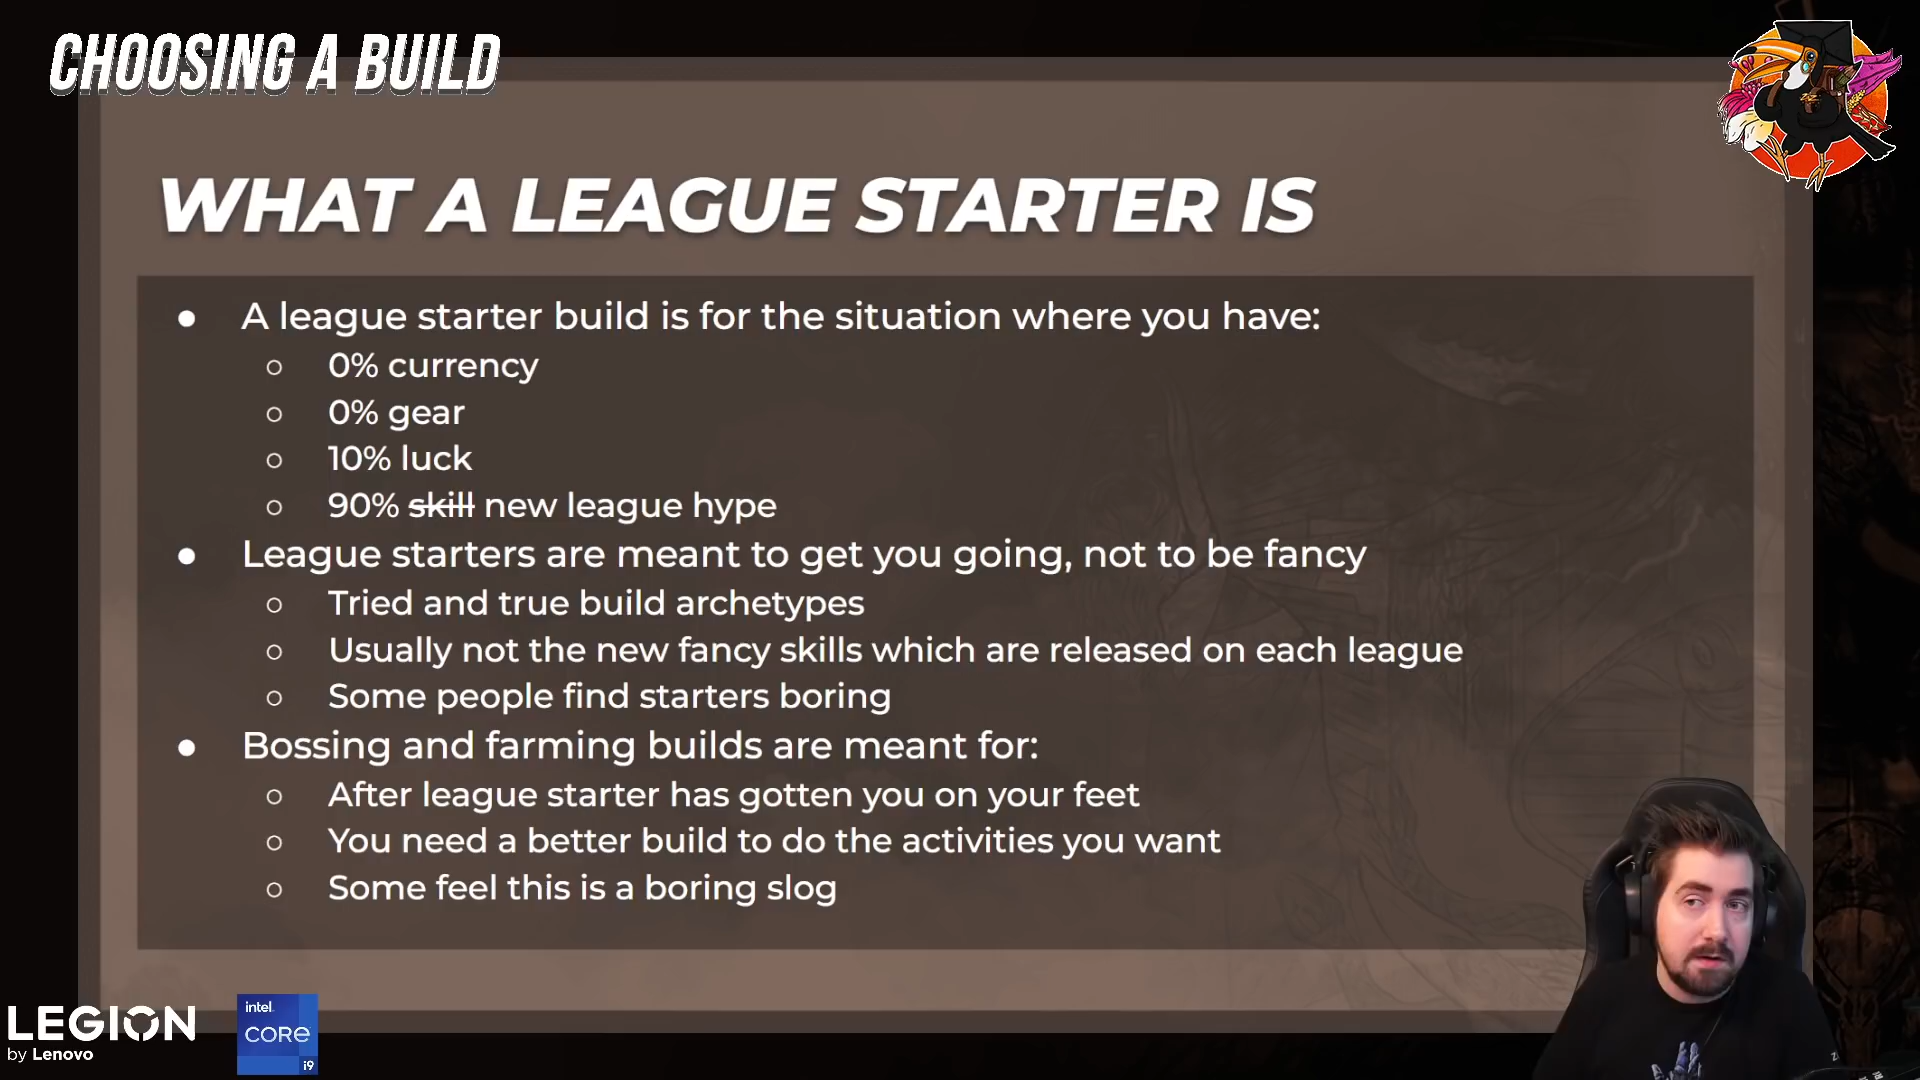 CHOOSING A BUILD
WHAT A LEAGUE STARTER IS
● A league starter build is for the situation where you have:
○ 0% currency
○ 0% gear
○ 10% luck
○ 90% skill new league hype
● League starters are meant to get you going, not to be fancy
○ Tried and true build archetypes
○ Usually not the new fancy skills which are released on each league
○ Some people find starters boring
● Bossing and farming builds are meant for:
○ After league starter has gotten you on your feet
○ You need a better build to do the activities you want
○ Some feel this is a boring slog
LEGION
by Lenovo
intel
CORE
i9